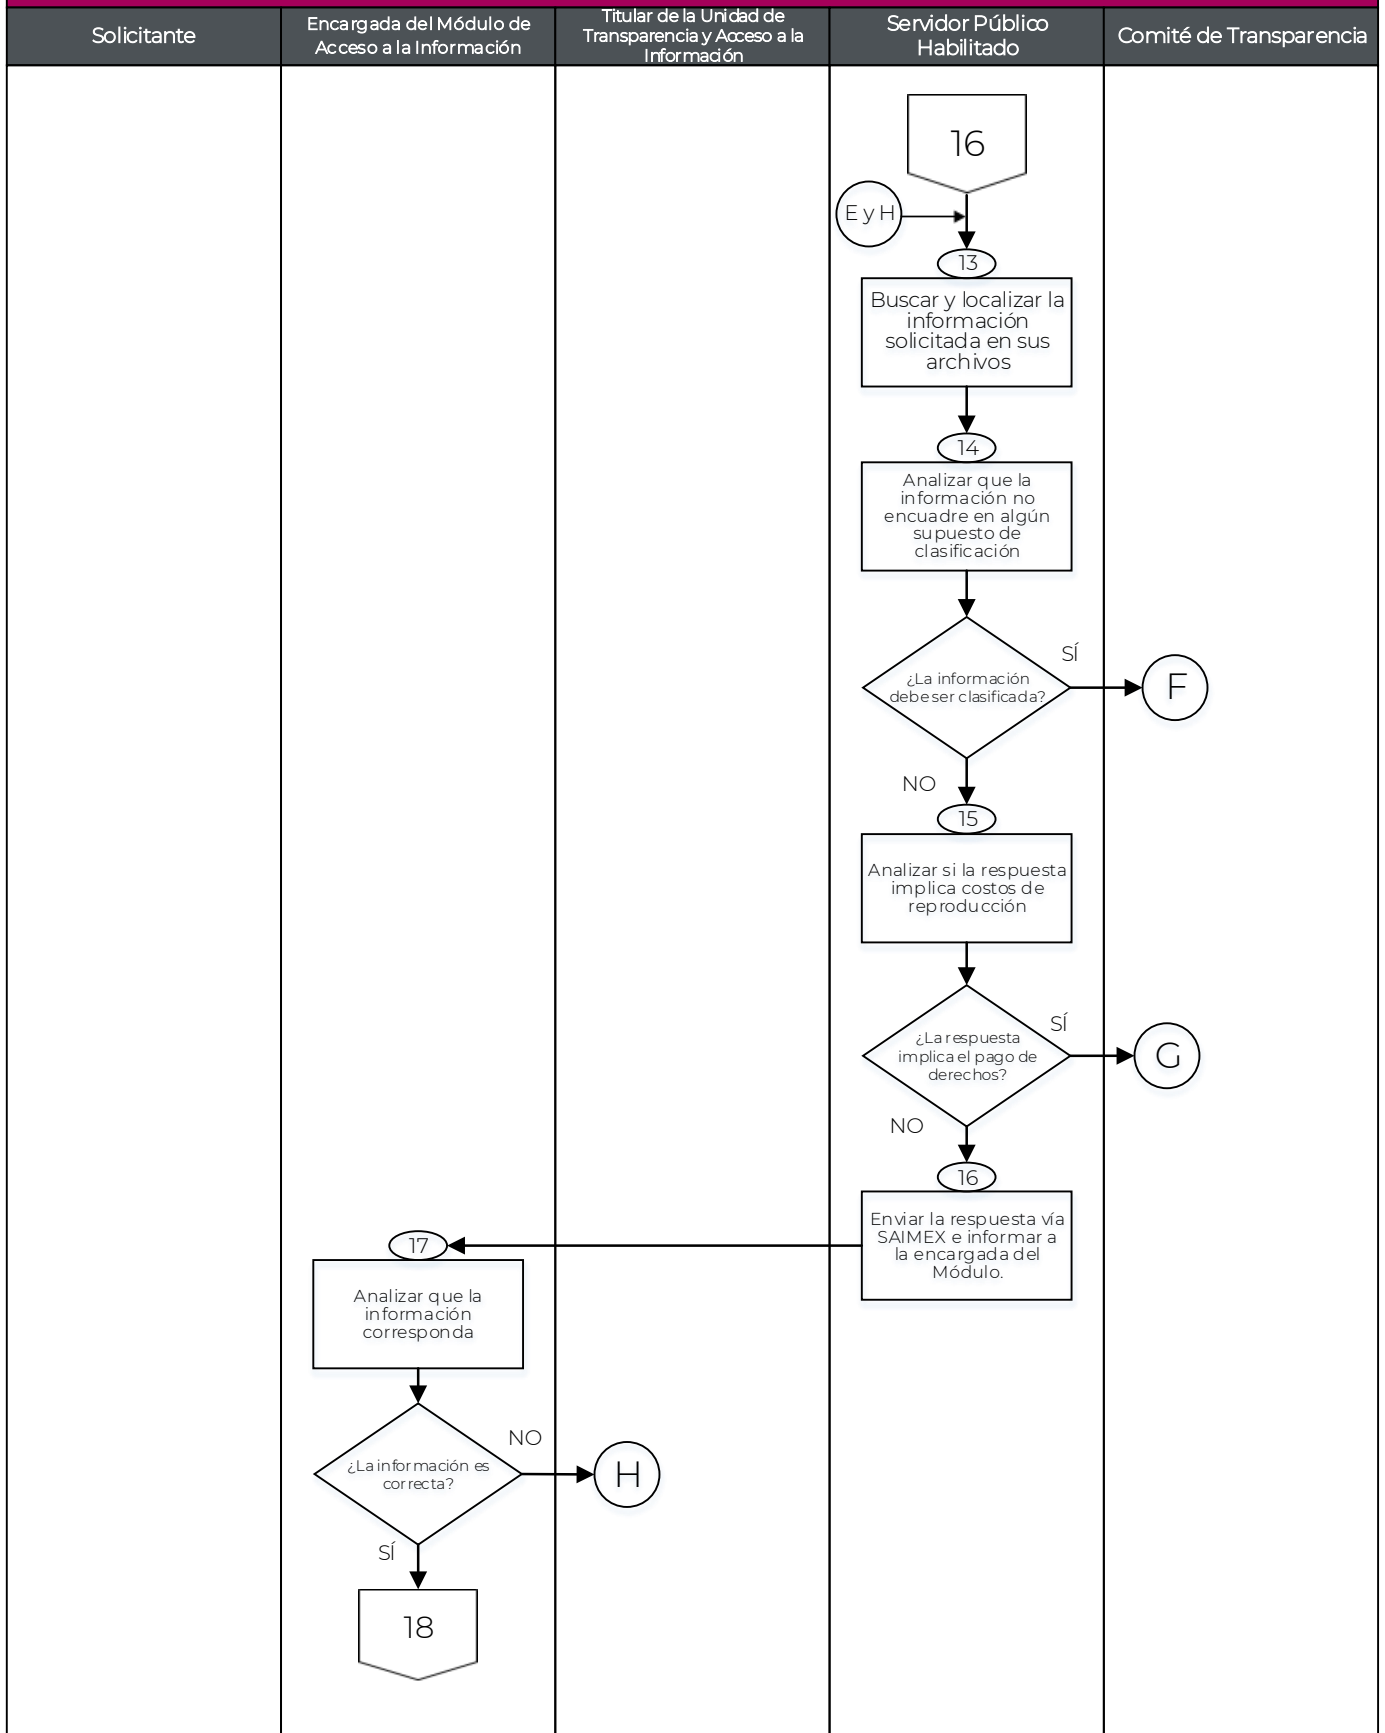 Solicitante
Encargada del Módulo de
Acceso a la Información
Titular de la Unidad de
Transparencia y Acceso a la
Información
Servidor Público
Habilitado
Comité de Transparencia
16
E y H
13
Buscar y localizar la
información
solicitada en sus
archivos
14
Analizar que la
información no
encuadre en algún
supuesto de
clasificación
¿La información
debe ser clasificada?
SÍ
F
NO
15
Analizar si la respuesta
implica costos de
reproducción
¿La respuesta
implica el pago de
derechos?
SÍ
G
NO
16
Enviar la respuesta vía
SAIMEX e informar a
la encargada del
Módulo.
17
Analizar que la
información
corresponda
¿La información es
correcta?
NO
H
SÍ
18